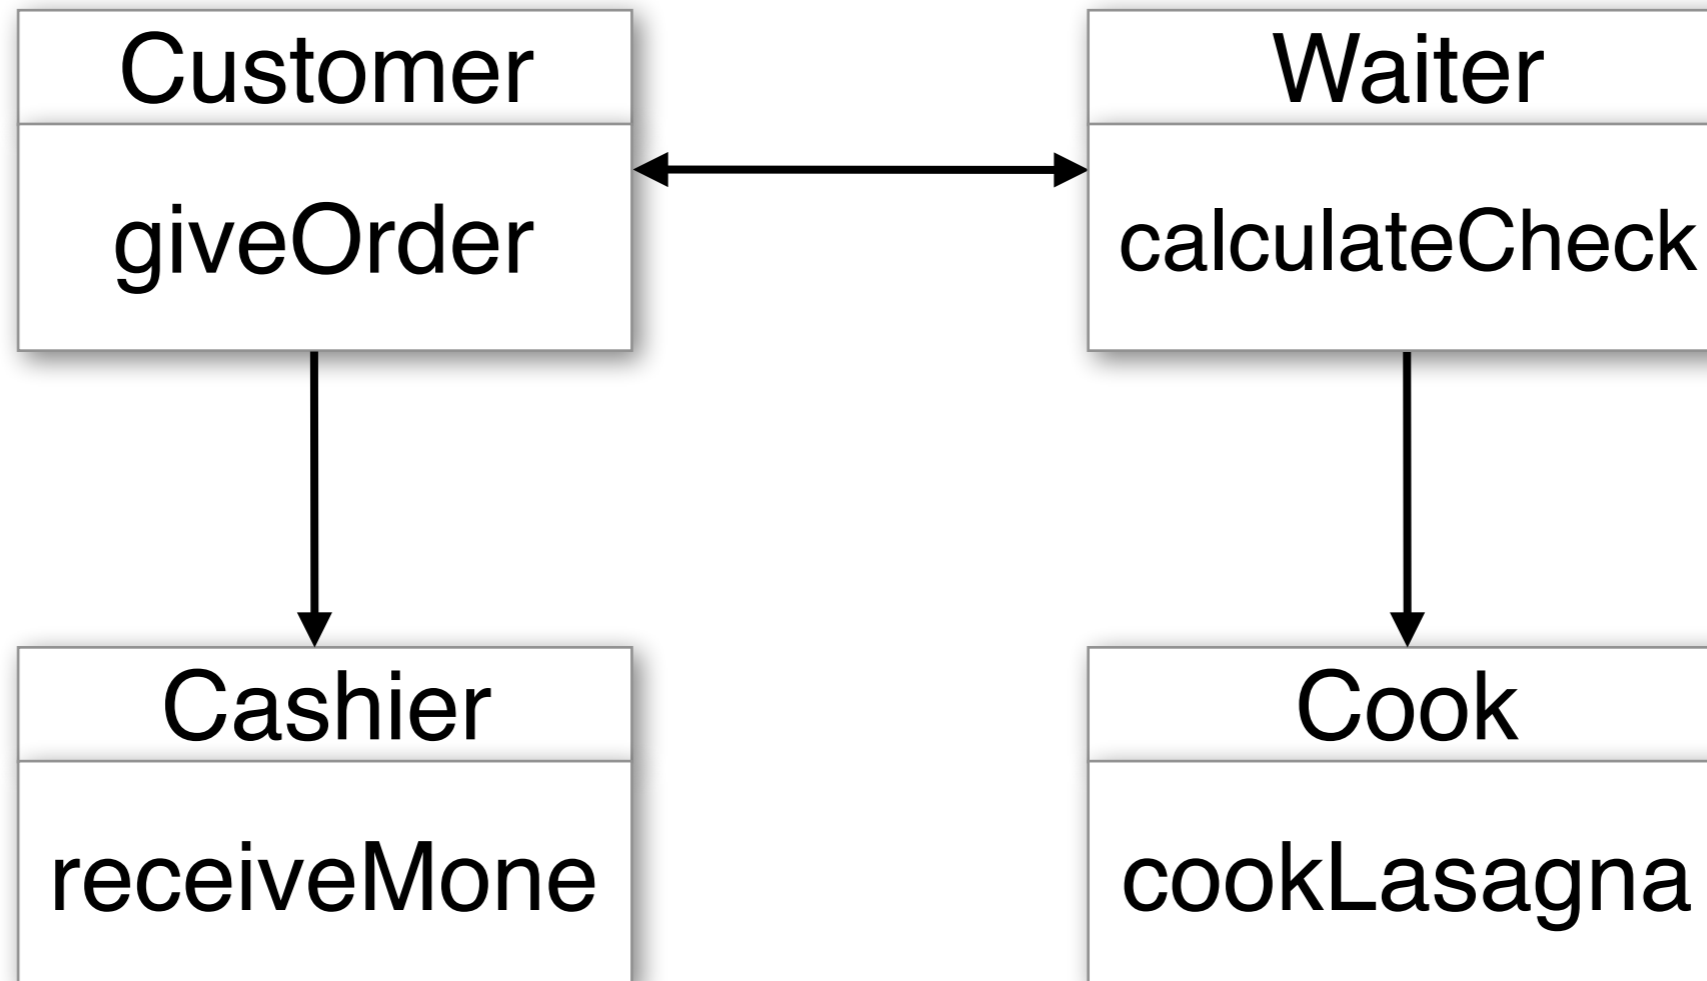 Customer
Waiter
giveOrder
calculateCheck
Cashier
Cook
receiveMone
cookLasagna